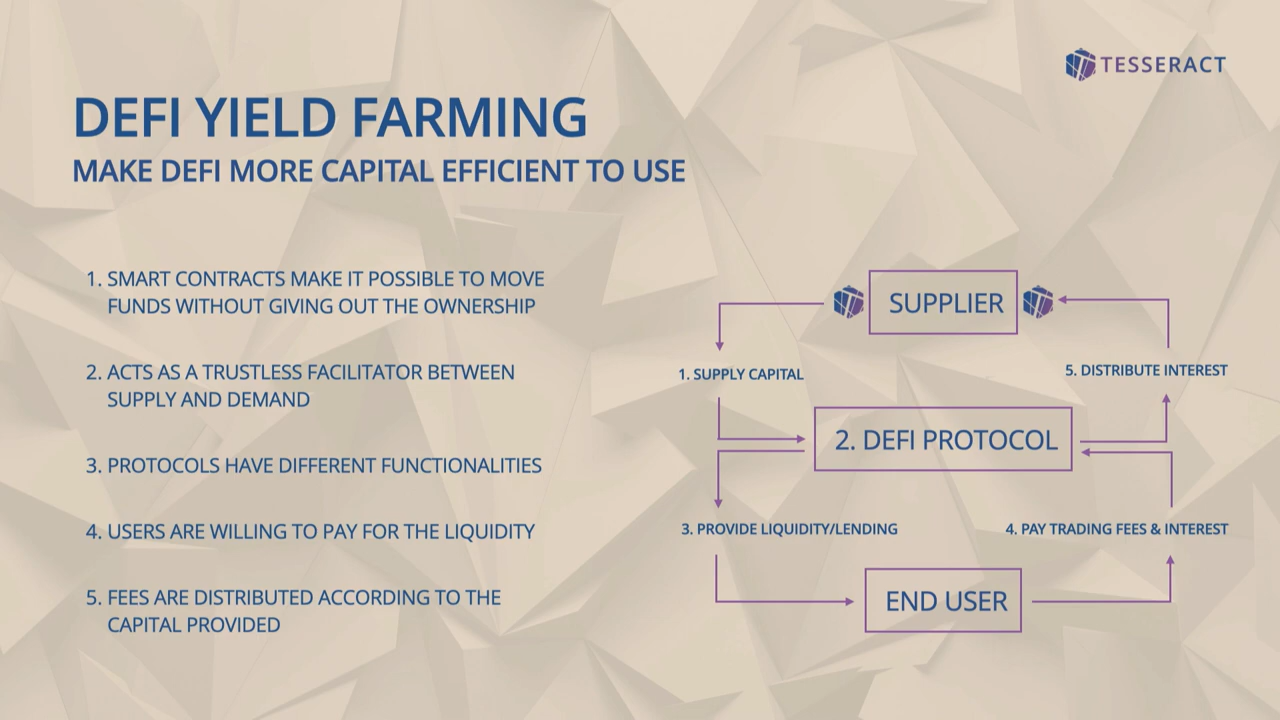 TESSERACT
DEFI YIELD FARMING
MAKE DEFI MORE CAPITAL EFFICIENT TO USE
1. SMART CONTRACTS MAKE IT POSSIBLE TO MOVE
FUNDS WITHOUT GIVING OUT THE OWNERSHIP
2. ACTS AS A TRUSTLESS FACILITATOR BETWEEN
SUPPLY AND DEMAND
3. PROTOCOLS HAVE DIFFERENT FUNCTIONALITIES
4. USERS ARE WILLING TO PAY FOR THE LIQUIDITY
5. FEES ARE DISTRIBUTED ACCORDING TO THE
CAPITAL PROVIDED
SUPPLIER
1. SUPPLY CAPITAL
5. DISTRIBUTE INTEREST
2. DEFI PROTOCOL
3. PROVIDE LIQUIDITY/LENDING
4. PAY TRADING FEES & INTEREST
END USER